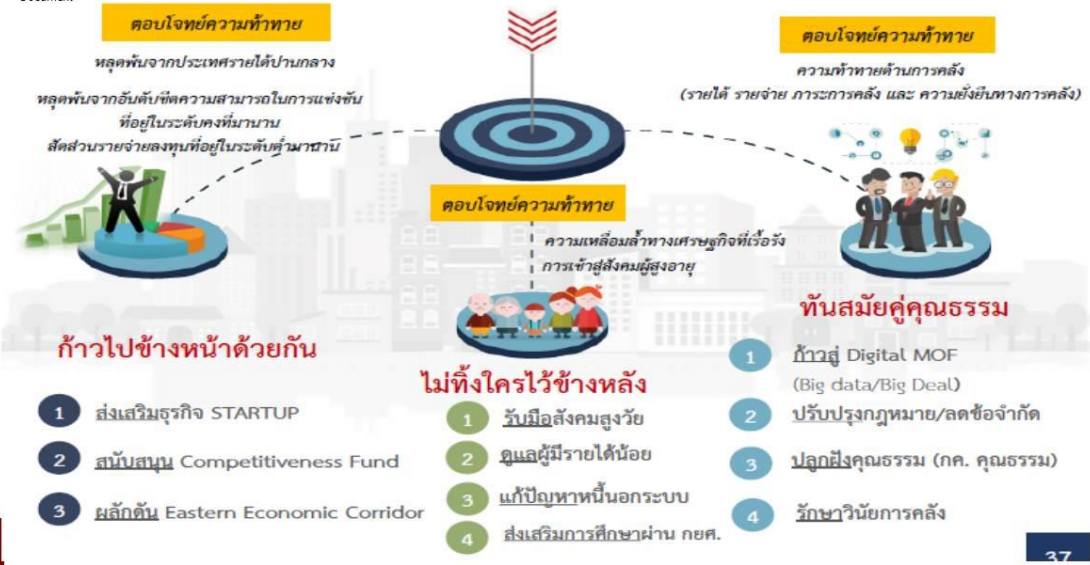 Document
ตอบโจทย์ความท้าทาย
หลุดพ้นจากประเทศรายได้ปานกลาง
หลุดพ้นจากอันดับขีดความสามารถในการแข่งขัน
ที่อยู่ในระดับคงที่มานาน
สัดส่วนรายจ่ายลงทุนที่อยู่ในระดับต่ำมานาน
ก้าวไปข้างหน้าด้วยกัน
1 ส่งเสริมธุรกิจ STARTUP
2 สนับสนุน Competitiveness Fund
3 ผลักดัน Eastern Economic Corridor
ตอบโจทย์ความท้าทาย
ความเหลื่อมล้ำทางเศรษฐกิจที่เรื้อรัง
การเข้าสู่สังคมผู้สูงอายุ
ไม่ทิ้งใครไว้ข้างหลัง
1 รับมือสังคมสูงวัย
2 ดูแลผู้มีรายได้น้อย
3 แก้ปัญหาหนี้นอกระบบ
4 ส่งเสริมการศึกษาผ่าน กยศ.
ตอบโจทย์ความท้าทาย
ความท้าทายด้านการคลัง
(รายได้ รายจ่าย ภาระการคลัง และ ความยั่งยืนทางการคลัง)
ทันสมัยคู่คุณธรรม
1 ก้าวสู่ Digital MOF
(Big data/Big Deal)
2 ปรับปรุงกฎหมาย/ลดข้อจำกัด
3 ปลูกฝังคุณธรรม (กค. คุณธรรม)
4 รักษาวินัยการคลัง
37